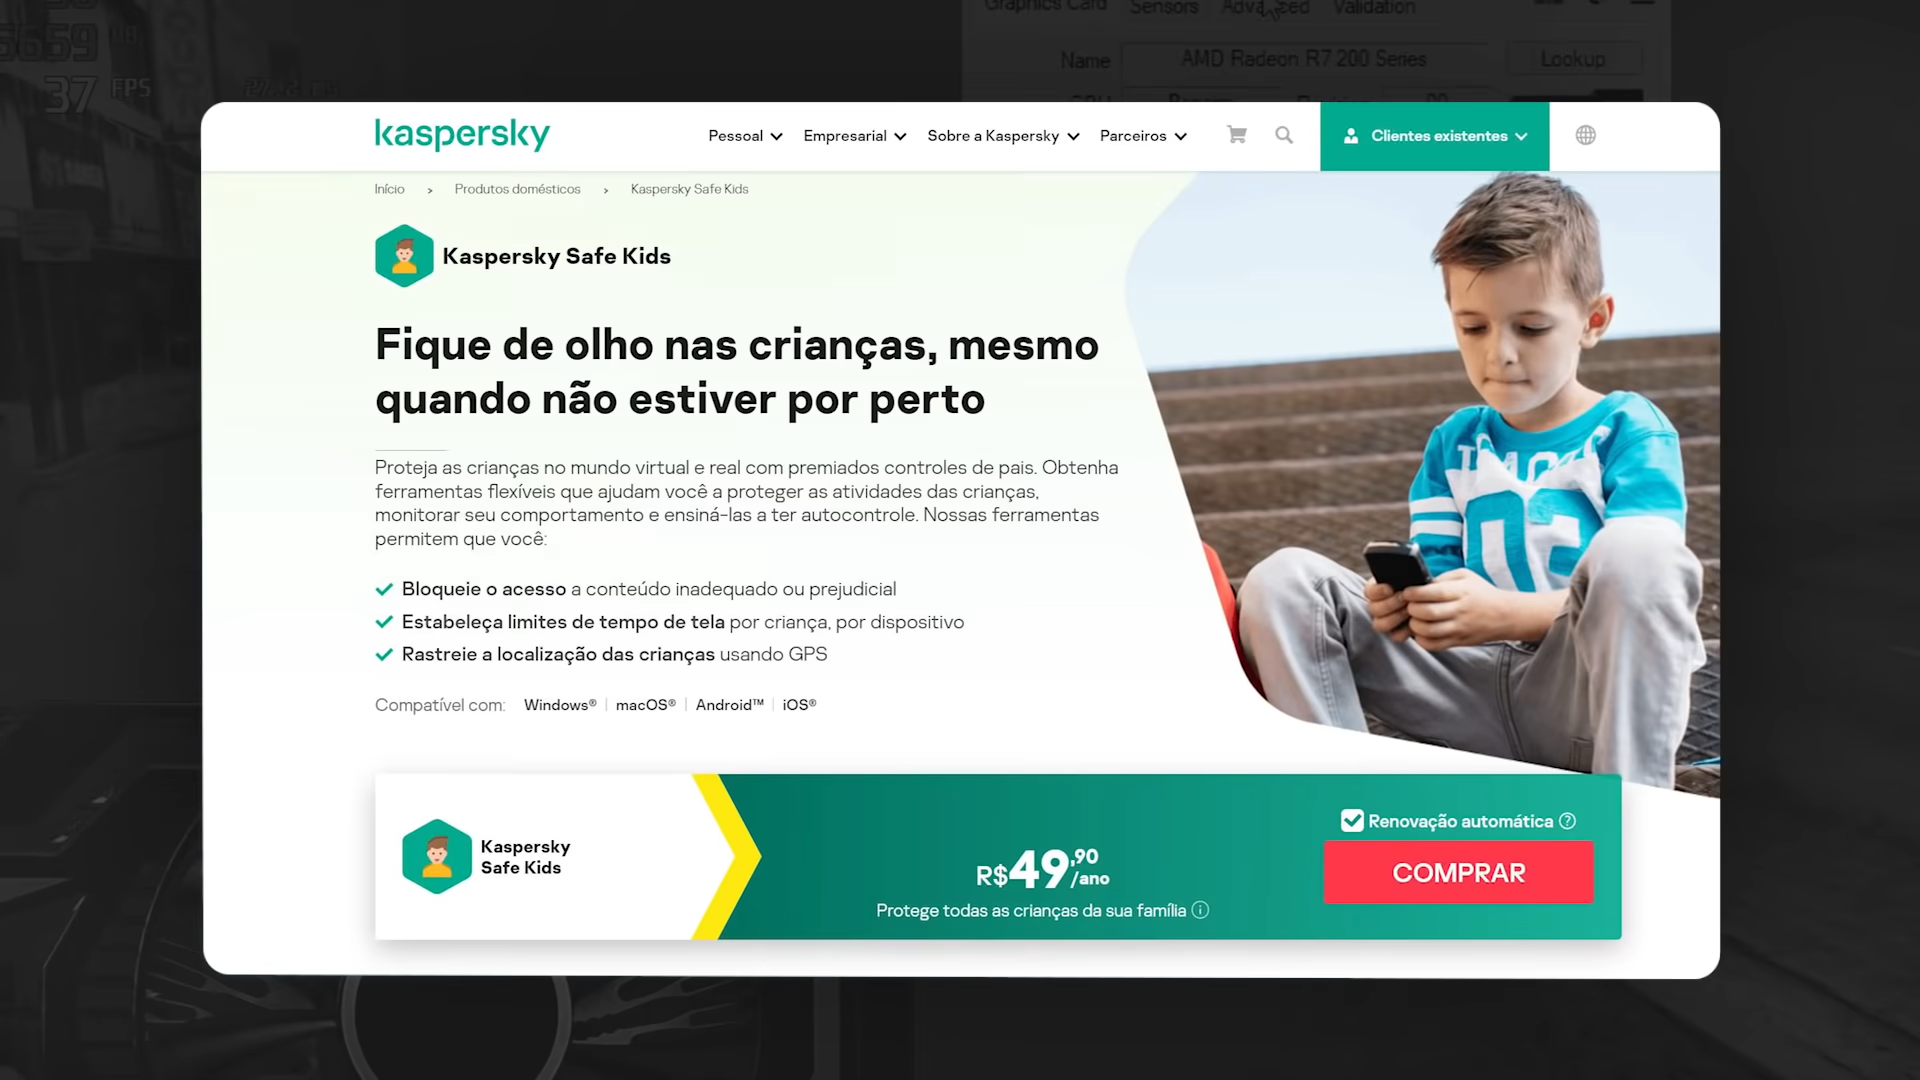 Graphics Card Sensors Advanced Validation
Name AMD Radeon R7 200 Series Lookup
37 FPS
kaspersky
Pessoal Empresarial Sobre a Kaspersky Parceiros Clientes existentes
Início > Produtos domésticos > Kaspersky Safe Kids
Kaspersky Safe Kids
Fique de olho nas crianças, mesmo
quando não estiver por perto
Proteja as crianças no mundo virtual e real com premiados controles de pais. Obtenha
ferramentas flexíveis que ajudam você a proteger as atividades das crianças,
monitorar seu comportamento e ensiná-las a ter autocontrole. Nossas ferramentas
permitem que você:
Bloqueie o acesso a conteúdo inadequado ou prejudicial
Estabeleça limites de tempo de tela por criança, por dispositivo
Rastreie a localização das crianças usando GPS
Compatível com: Windows® | macOS® | Android™ | iOS®
Kaspersky
Safe Kids
R$49,90/ano
Protege todas as crianças da sua família
Renovação automática
COMPRAR